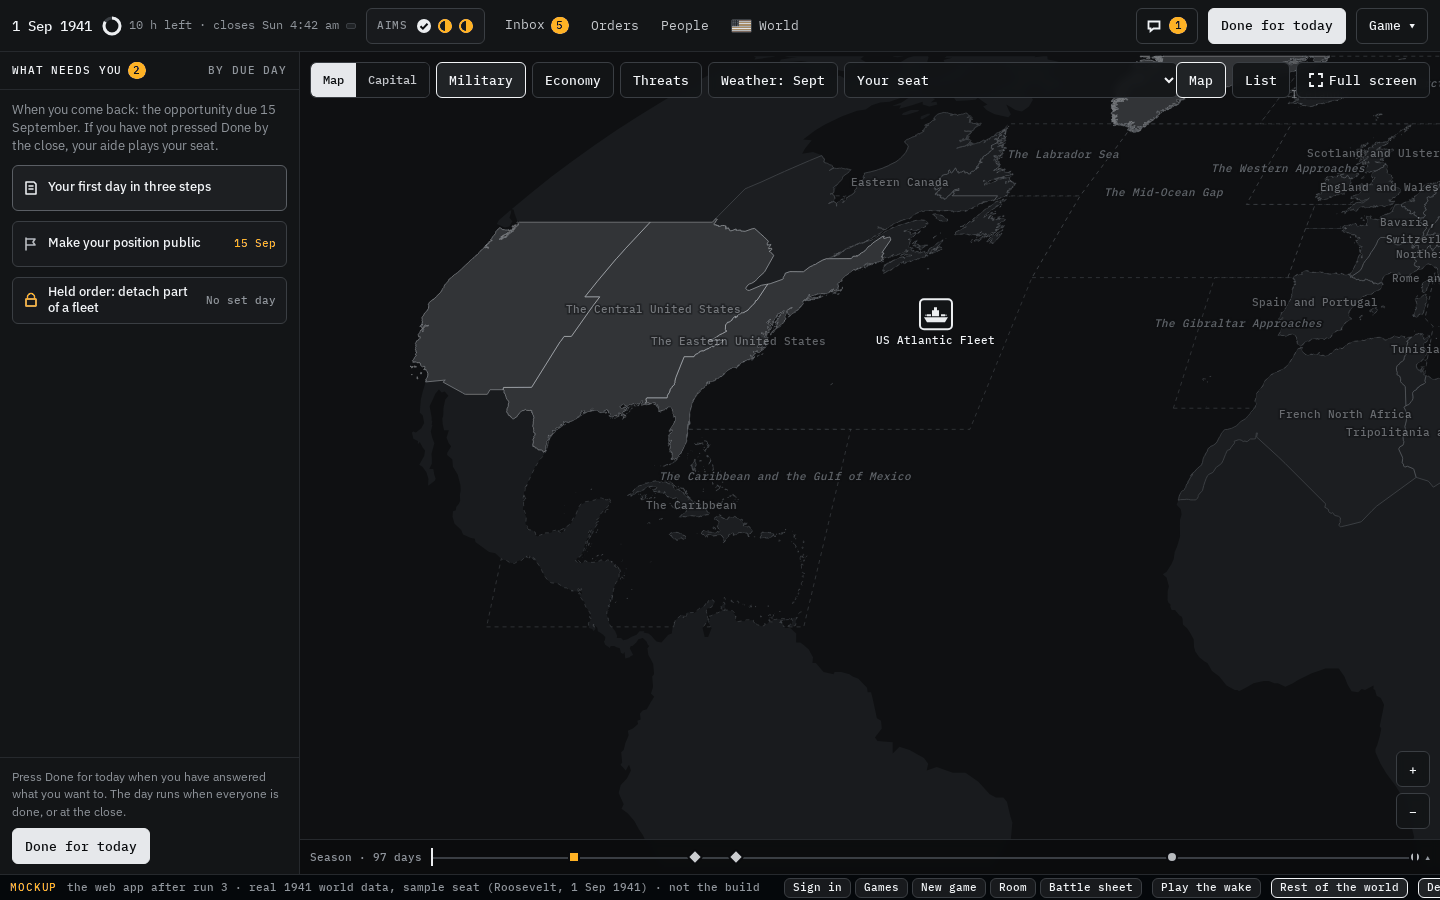 1 Sep 1941
10 h left · closes Sun 4:42 am
AIMS
Inbox 5
Orders
People
World
1
Done for today
Game ▾
WHAT NEEDS YOU 2
BY DUE DAY
When you come back: the opportunity due 15
September. If you have not pressed Done by
the close, your aide plays your seat.
Your first day in three steps
Make your position public
15 Sep
Held order: detach part
of a fleet
No set day
Press Done for today when you have answered
what you want to. The day runs when everyone is
done, or at the close.
Done for today
Map
Capital
Military
Economy
Threats
Weather: Sept
Your seat
Map
List
Full screen
The Labrador Sea
Scotland and Ulster
The Western Approaches
Eastern Canada
England and Wales
The Mid-Ocean Gap
Bavaria,
Switzerl
Northe
Rome an
Spain and Portugal
The Central United States
The Gibraltar Approaches
US Atlantic Fleet
The Eastern United States
Tunisia
French North Africa
Tripolitania a
The Caribbean and the Gulf of Mexico
The Caribbean
+
−
Season · 97 days
MOCKUP the web app after run 3 · real 1941 world data, sample seat (Roosevelt, 1 Sep 1941) · not the build
Sign in
Games
New game
Room
Battle sheet
Play the wake
Rest of the world
De